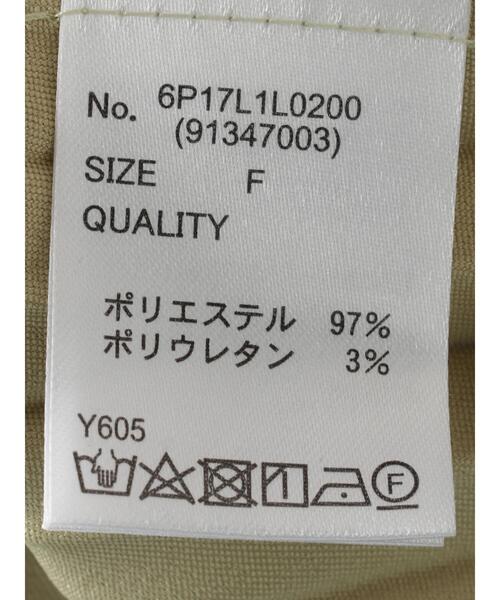 No. 6P17L1L0200
(91347003)
SIZE F
QUALITY
ポリエステル 97%
ポリウレタン 3%
Y605
F